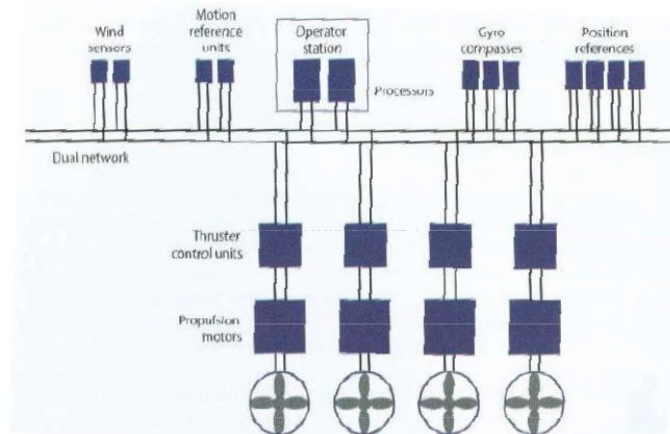 Wind
sensors
Motion
reference
units
Operator
station
Processors
Gyro
compasses
Position
references
Dual network
Thruster
control units
Propulsion
motors